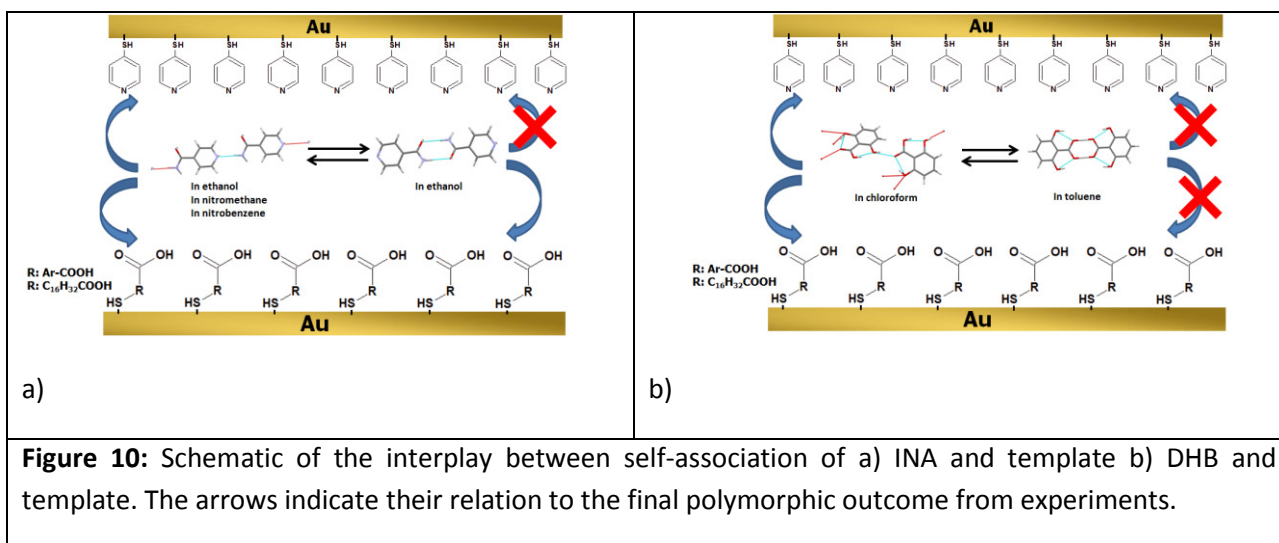 Au
SH SH SH SH SH SH SH SH
N N N N N N N N
In ethanol
In nitromethane
In nitrobenzene
In ethanol
O OH O OH O OH O OH O OH O OH
R: Ar-COOH
R: C₁₆H₃₂COOH
R R R R R R
HS HS HS HS HS HS
Au
a)
Au
SH SH SH SH SH SH SH SH SH
N N N N N N N N N
In chloroform
In toluene
O OH O OH O OH O OH O OH O OH
R: Ar-COOH
R: C₁₆H₃₂COOH
R R R R R R
HS HS HS HS HS HS
Au
b)
Figure 10: Schematic of the interplay between self-association of a) INA and template b) DHB and
template. The arrows indicate their relation to the final polymorphic outcome from experiments.